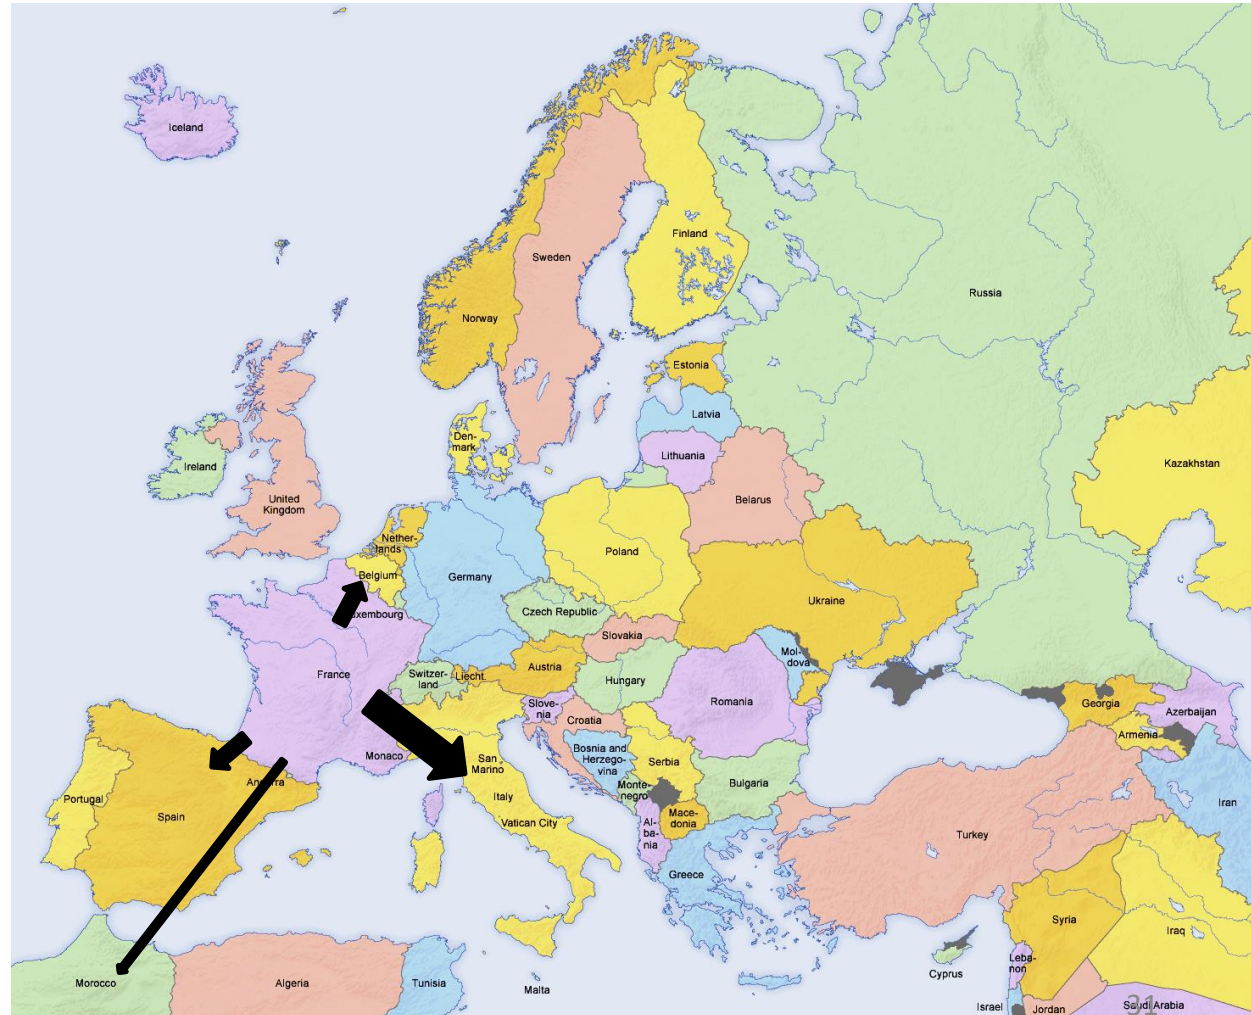 Iceland
Finland
Sweden
Russia
Norway
Estonia
Latvia
Den-
mark
Lithuania
Kazakhstan
Ireland
United
Kingdom
Belarus
Nether-
lands
Poland
Belgium
Germany
Ukraine
Czech Republic
uxembourg
Slovakia
Mol-
dova
Austria
France
Switzer-
land
Liecht.
Hungary
Romania
Slove-
nia
Georgia
Azerbaijan
Croatia
Armenia
Monaco
San
Marino
Bosnia and
Herzego-
vina
Serbia
Andorra
Bulgaria
Monte-
negro
Portugal
Italy
Iran
Spain
Vatican City
Mace-
donia
Al-
ba-
nia
Turkey
Greece
Syria
Iraq
Leba-
non
Cyprus
Morocco
Algeria
Tunisia
Malta
Israel
Jordan
Saudi Arabia
31